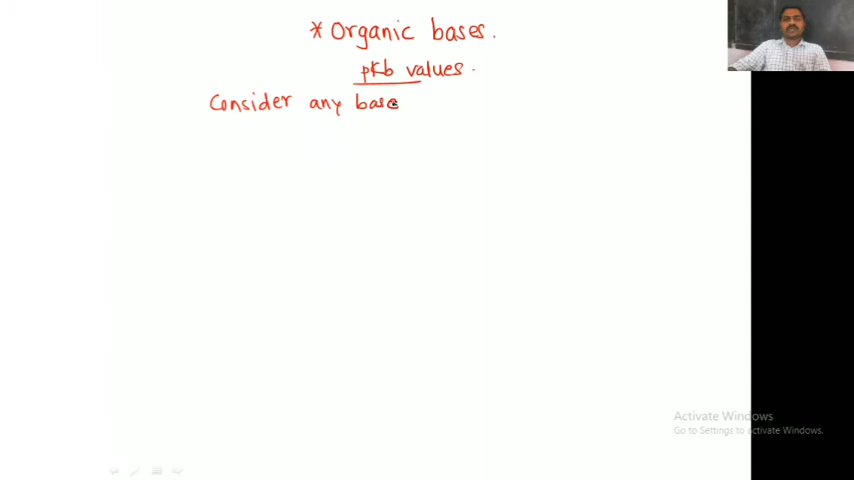 * Organic bases.
pKb values.
Consider any base
Activate Windows
Go to Settings to Activate Windows.